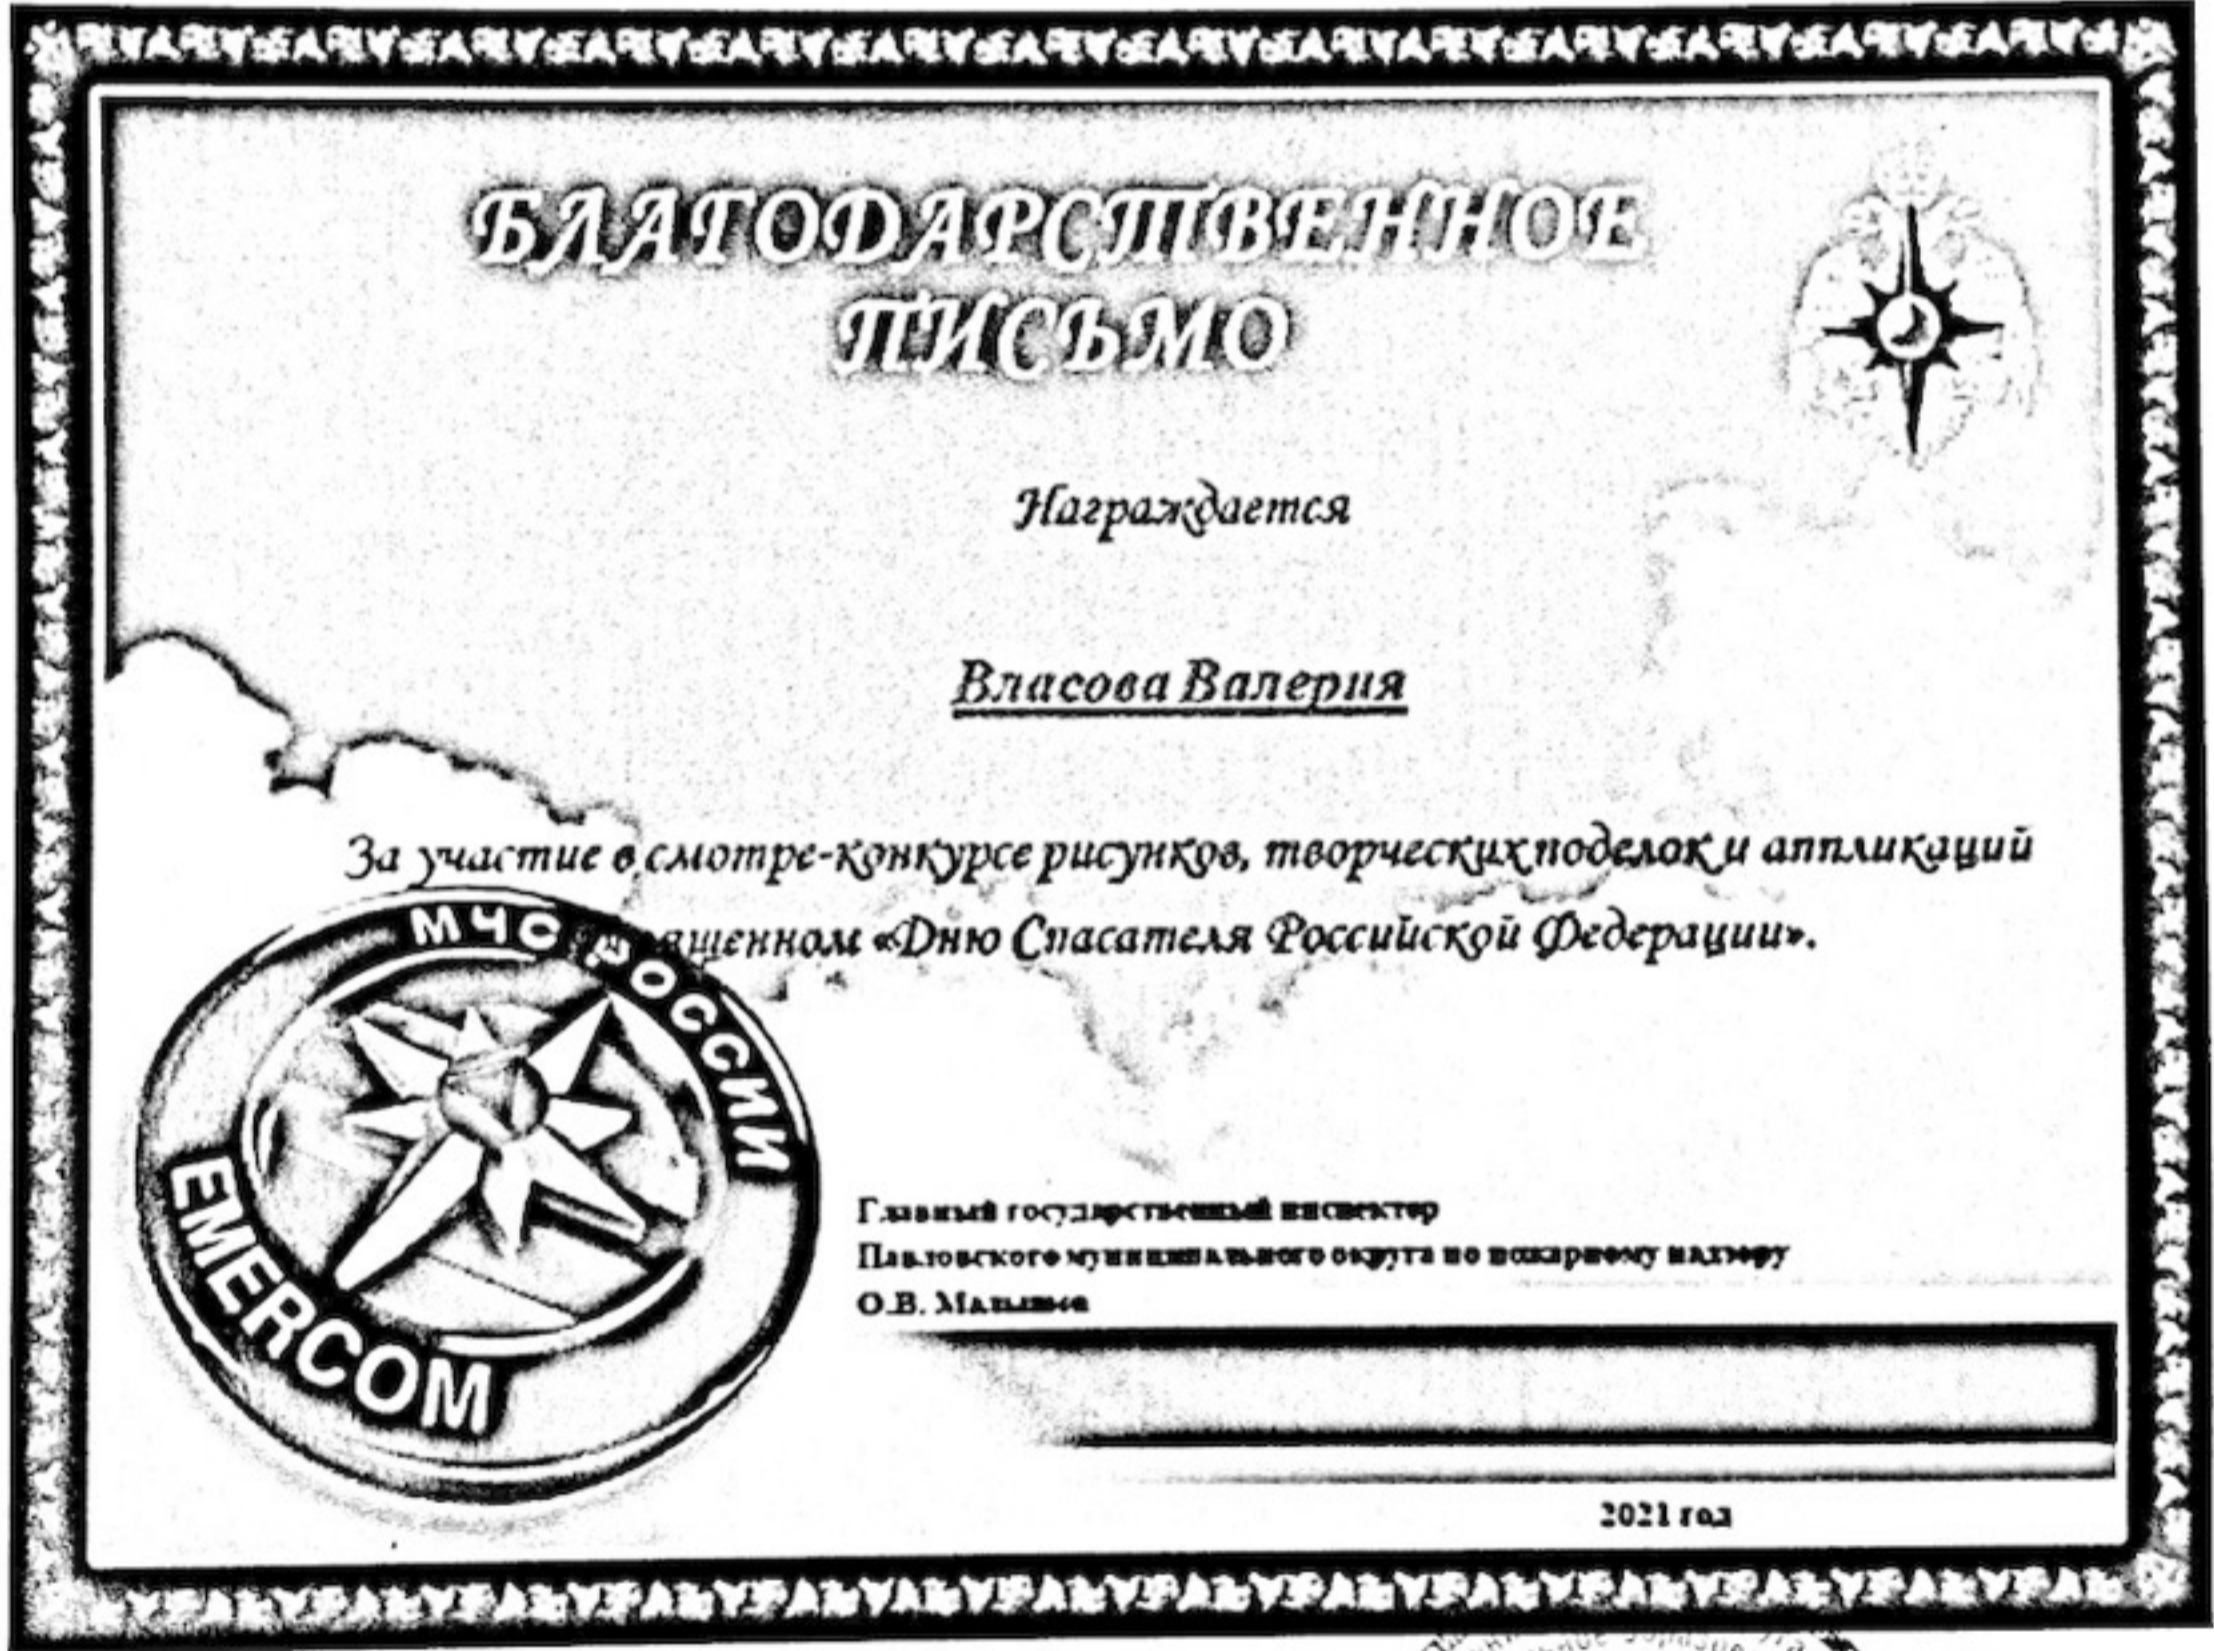 БЛАГОДАРСТВЕННОЕ
ПИСЬМО
Награждается
Власова Валерия
За участие в смотре-конкурсе рисунков, творческих поделок и аппликаций
«Дню Спасателя Российской Федерации».
МЧС РОССИИ
EMERCOM
Главный государственный инспектор
Павловского муниципального округа по пожарному надзору
О.В.
2021 год